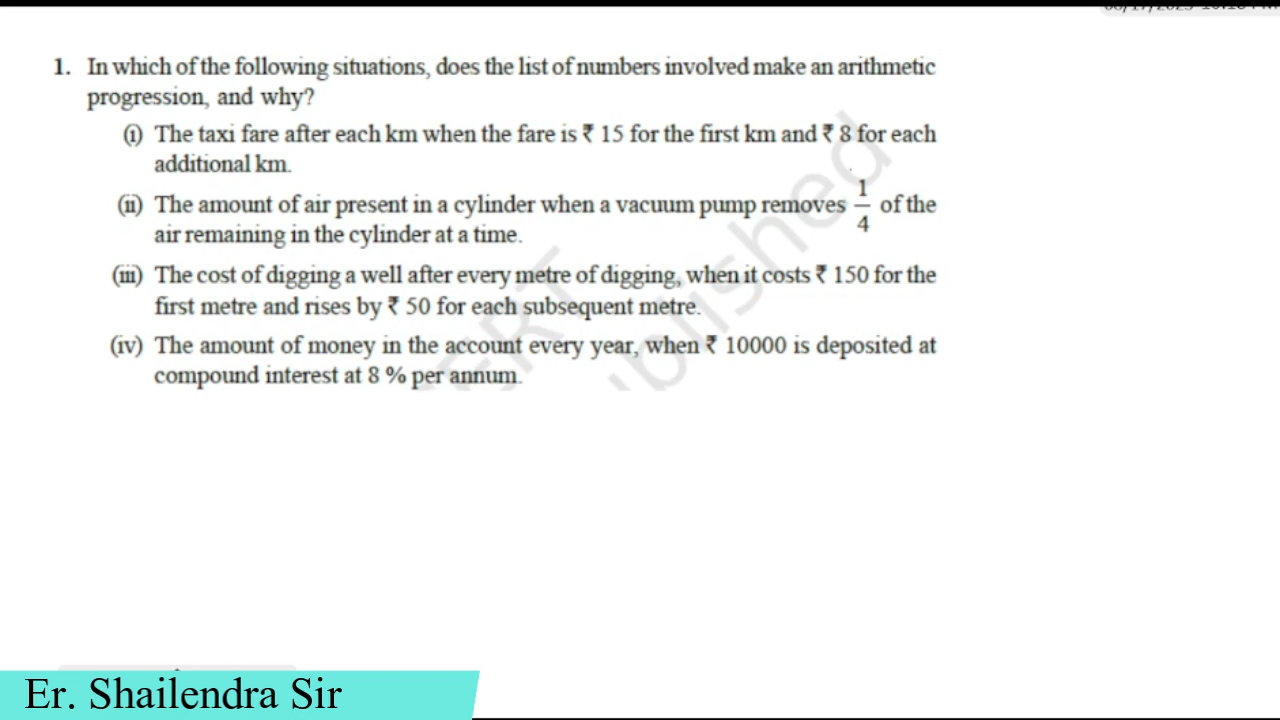 1. In which of the following situations, does the list of numbers involved make an arithmetic
progression, and why?
(i) The taxi fare after each km when the fare is ₹ 15 for the first km and ₹ 8 for each
additional km.
(ii) The amount of air present in a cylinder when a vacuum pump removes 1/4 of the
air remaining in the cylinder at a time.
(iii) The cost of digging a well after every metre of digging, when it costs ₹ 150 for the
first metre and rises by ₹ 50 for each subsequent metre.
(iv) The amount of money in the account every year, when ₹ 10000 is deposited at
compound interest at 8 % per annum.
Er. Shailendra Sir